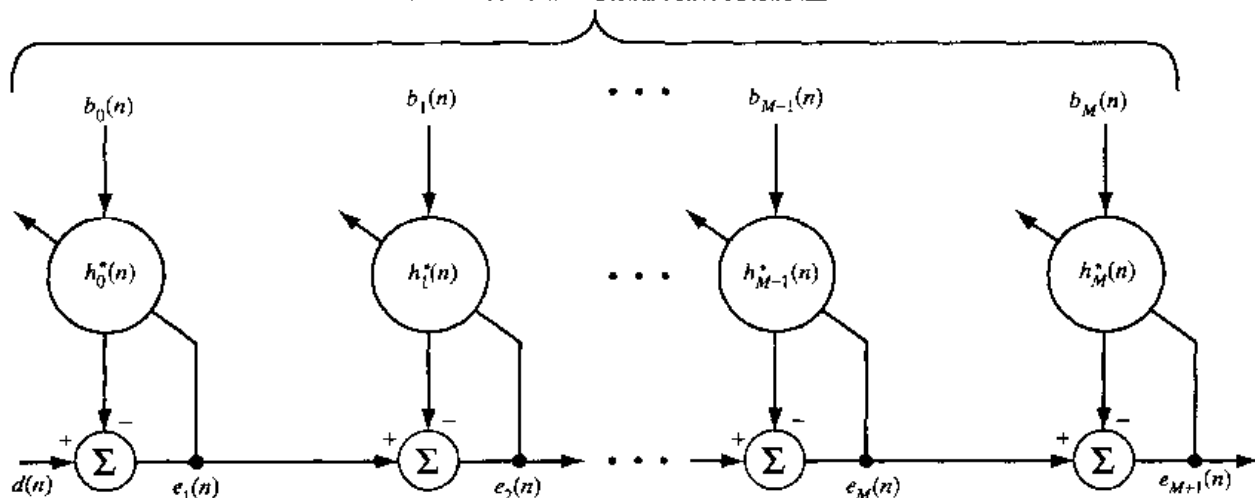 b_0(n) b_1(n) • • • b_{M-1}(n) b_M(n)
h_0^*(n) h_1^*(n) • • • h_{M-1}^*(n) h_M^*(n)
− − − −
+ Σ + Σ • • • + Σ + Σ
d(n) e_1(n) e_2(n) e_M(n) e_{M+1}(n)